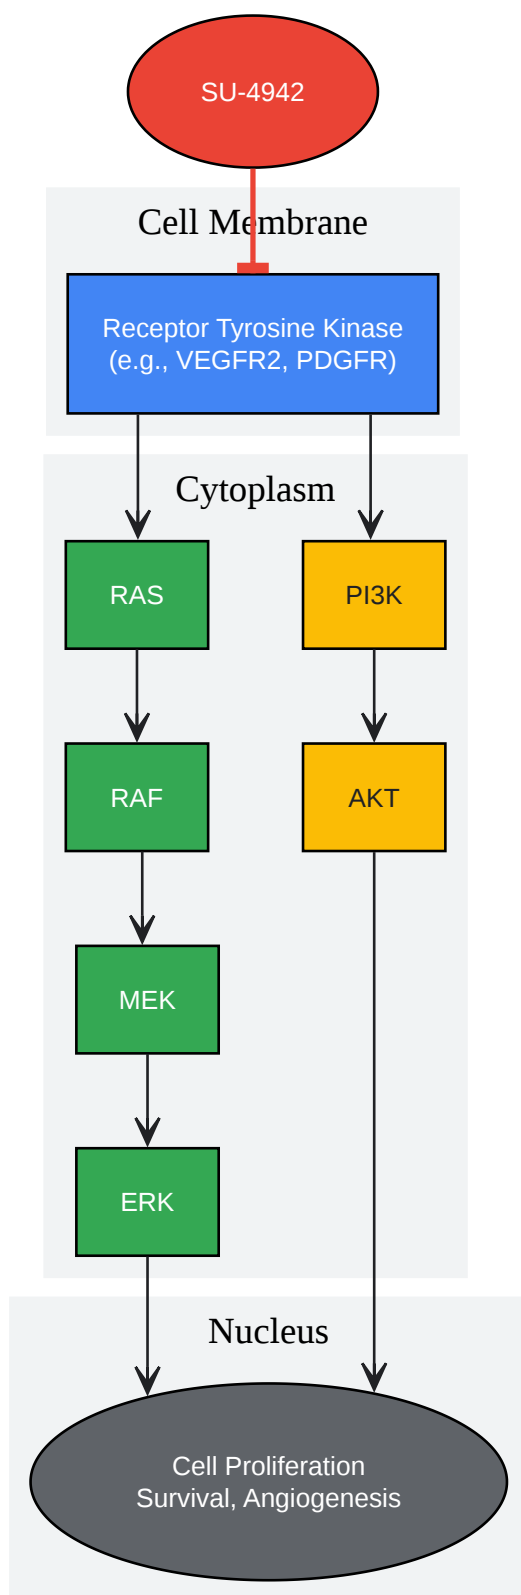 SU-4942
Cell Membrane
Receptor Tyrosine Kinase
(e.g., VEGFR2, PDGFR)
Cytoplasm
RAS
PI3K
RAF
AKT
MEK
ERK
Nucleus
Cell Proliferation
Survival, Angiogenesis